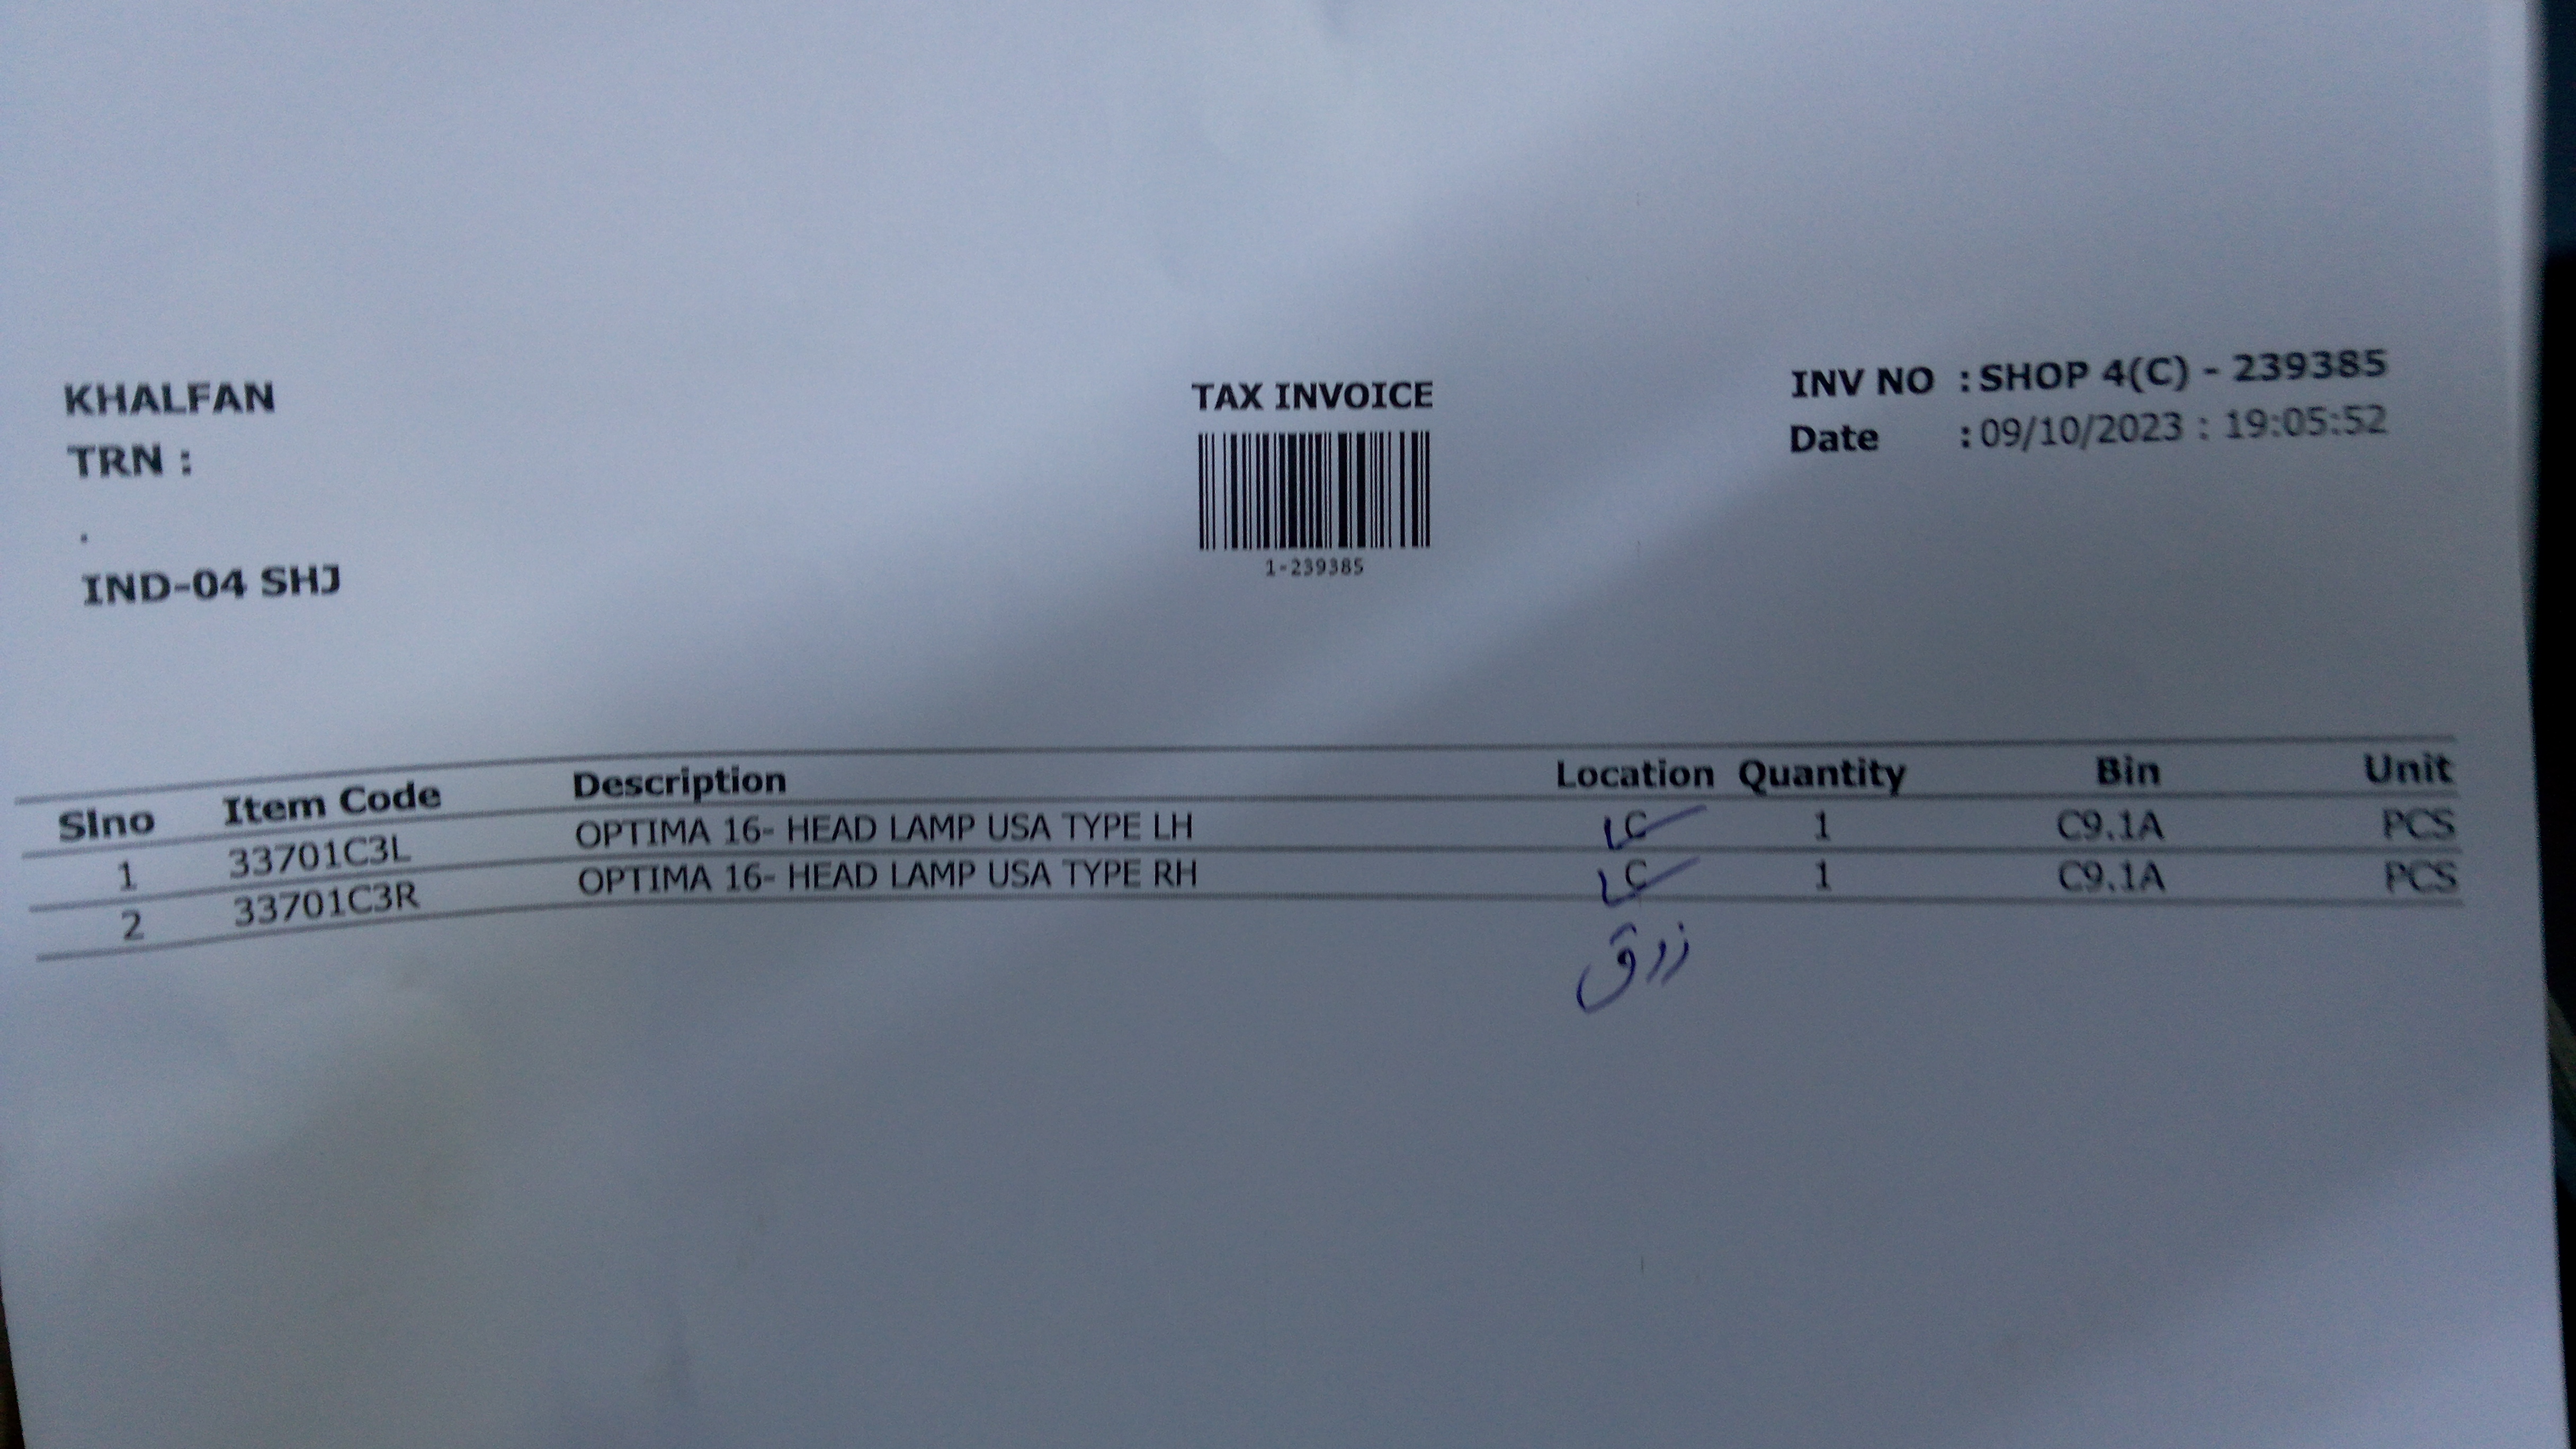 KHALFAN
TRN :
.
IND-04 SHJ
TAX INVOICE
1-239385
INV NO : SHOP 4(C) - 239385
Date : 09/10/2023 : 19:05:52
Slno Item Code Description Location Quantity Bin Unit
1 33701C3L OPTIMA 16- HEAD LAMP USA TYPE LH C 1 C9.1A PCS
2 33701C3R OPTIMA 16- HEAD LAMP USA TYPE RH C 1 C9.1A PCS